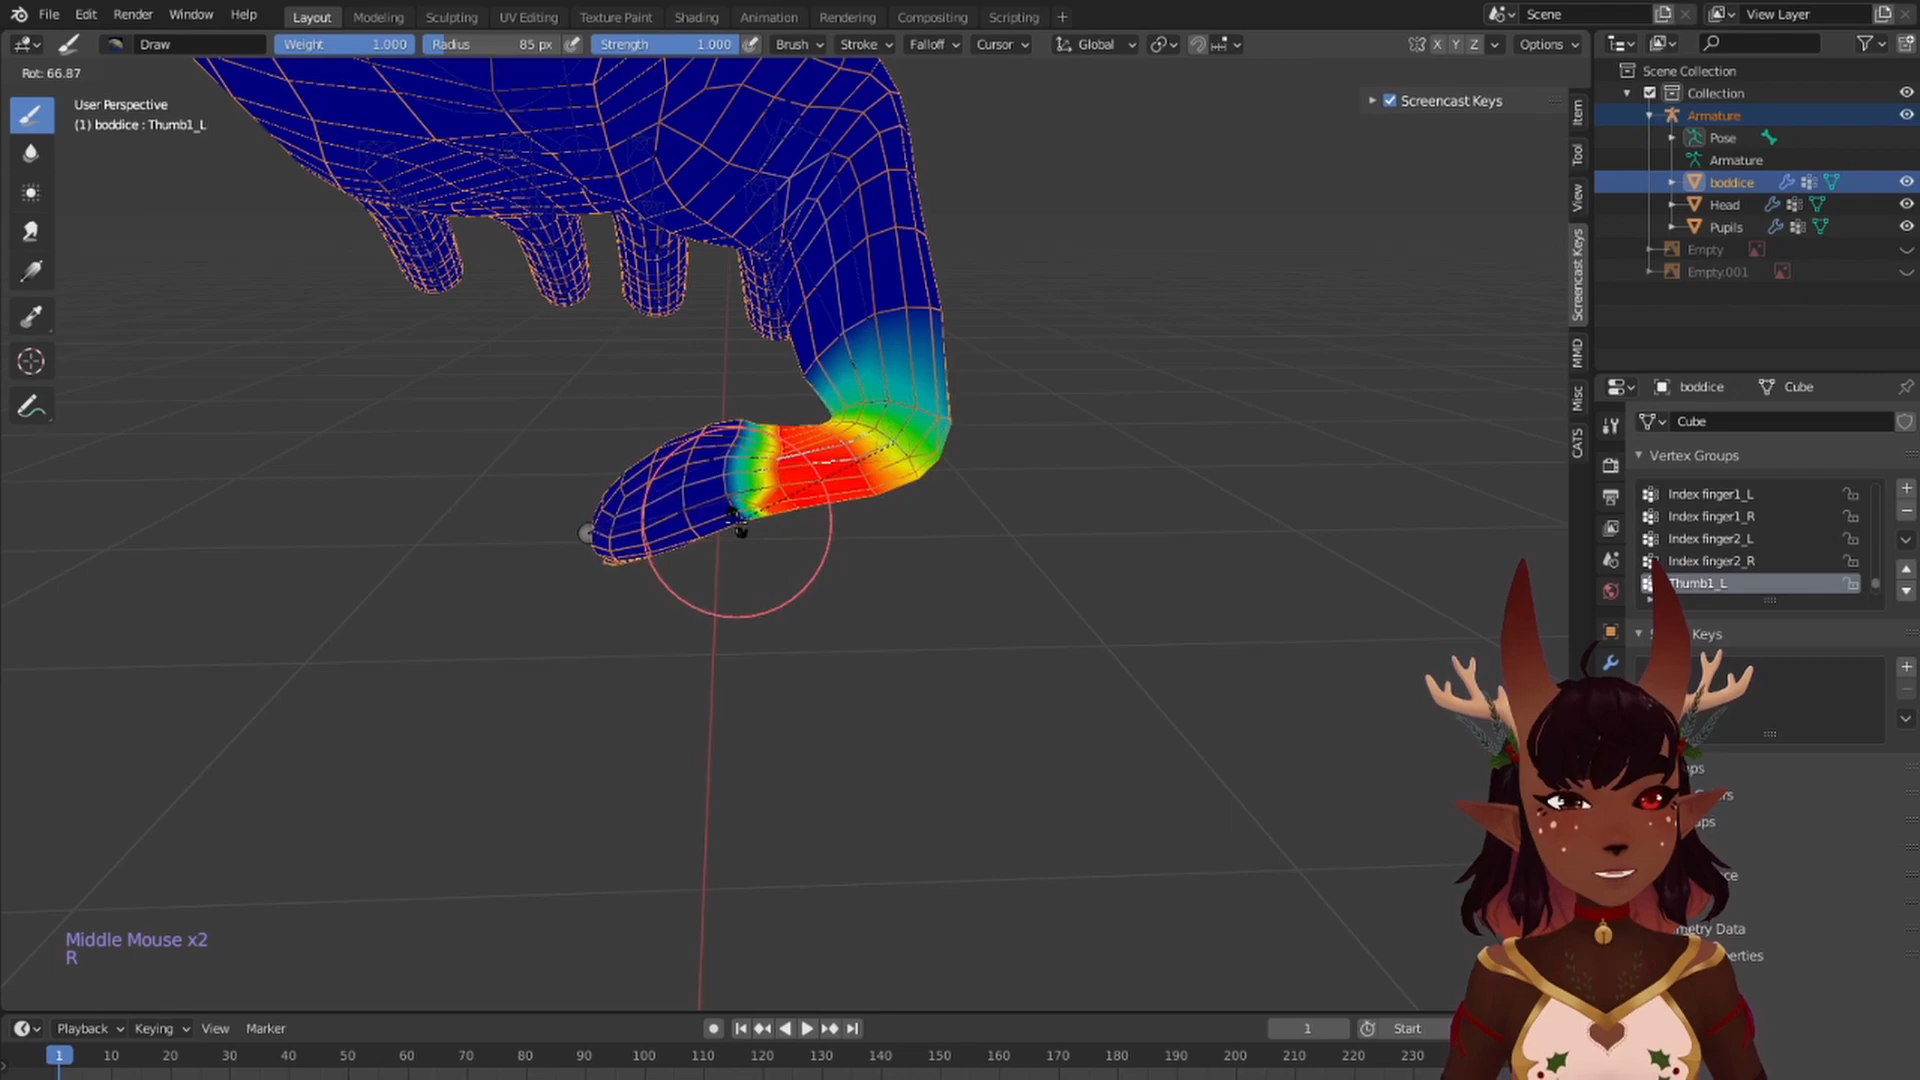 File Edit Render Window Help Layout Modeling Sculpting UV Editing Texture Paint Shading Animation Rendering Compositing Scripting + Scene View Layer
Draw Weight 1.000 Radius 85 px Strength 1.000 Brush Stroke Falloff Cursor Global X Y Z Options
Rot: 66.87
User Perspective
(1) boddice : Thumb1_L
Screencast Keys
Item
Tool
View
Screencast Keys
MMD
Misc
CATS
Scene Collection
Collection
Armature
Pose
Armature
boddice
Head
Pupils
Empty
Empty.001
boddice Cube
Cube
Vertex Groups
Index finger1_L
Index finger1_R
Index finger2_L
Index finger2_R
Thumb1_L
Keys
ups
ups
ce
metry Data
erties
Middle Mouse x2
R
Playback Keying View Marker 1 Start
1 10 20 30 40 50 60 70 80 90 100 110 120 130 140 150 160 170 180 190 200 210 220 230